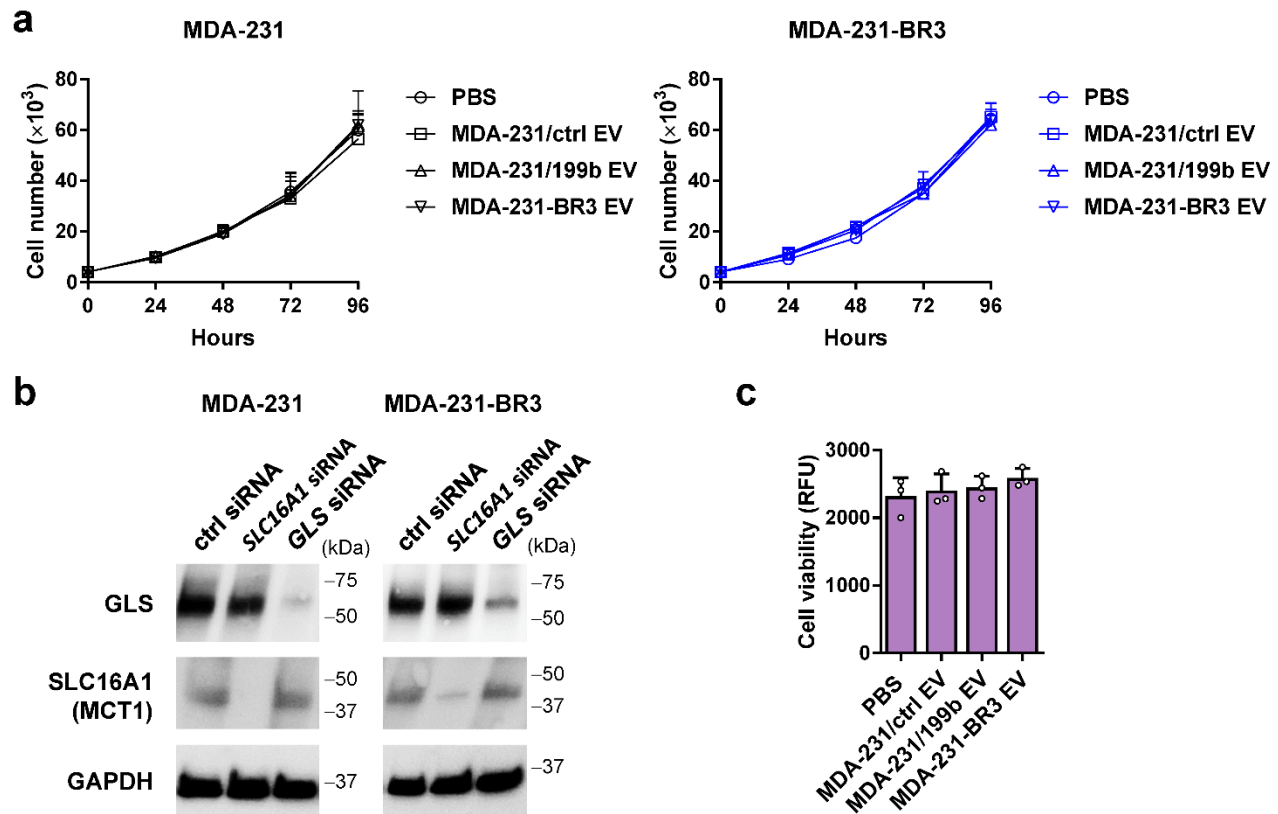 a
MDA-231
Cell number (×10³)
80
60
40
20
0
0 24 48 72 96
Hours
PBS
MDA-231/ctrl EV
MDA-231/199b EV
MDA-231-BR3 EV
MDA-231-BR3
Cell number (×10³)
80
60
40
20
0
0 24 48 72 96
Hours
PBS
MDA-231/ctrl EV
MDA-231/199b EV
MDA-231-BR3 EV
b
MDA-231
MDA-231-BR3
ctrl siRNA
SLC16A1 siRNA
GLS siRNA
(kDa)
ctrl siRNA
SLC16A1 siRNA
GLS siRNA
(kDa)
GLS
–75
–50
–75
–50
SLC16A1
(MCT1)
–50
–37
–50
–37
GAPDH
–37
–37
c
Cell viability (RFU)
3000
2000
1000
0
PBS
MDA-231/ctrl EV
MDA-231/199b EV
MDA-231-BR3 EV